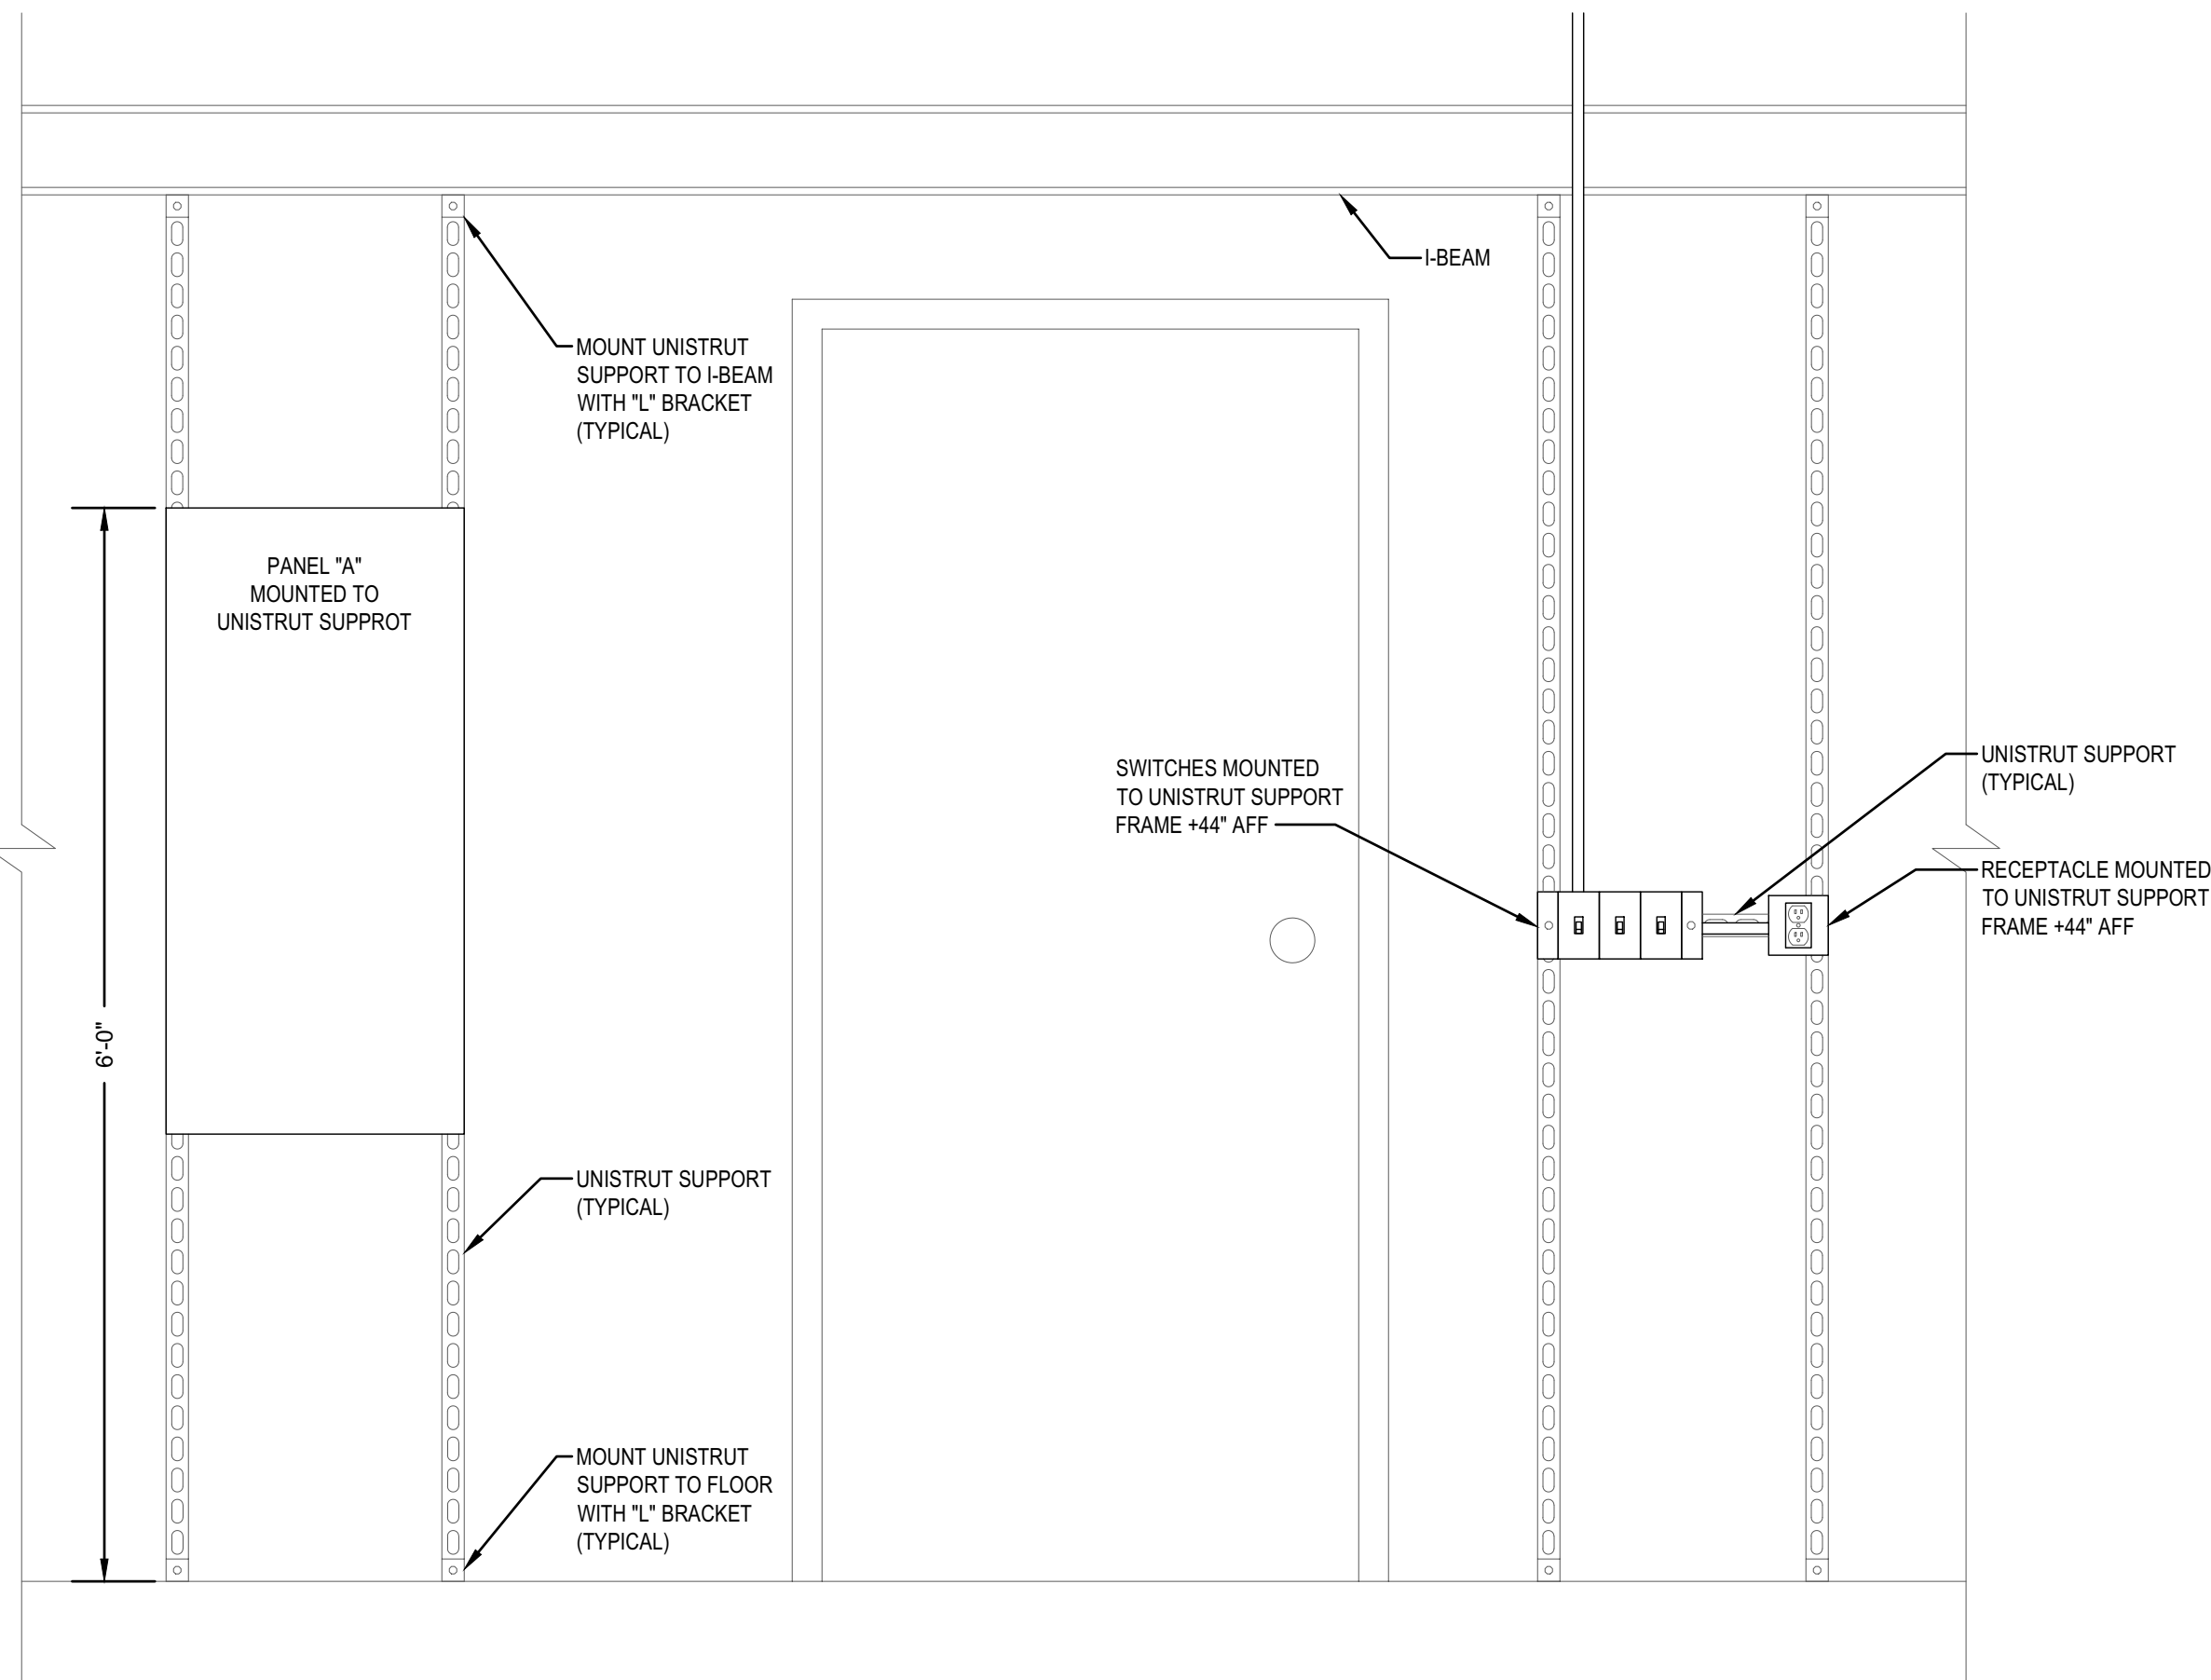 I-BEAM
MOUNT UNISTRUT
SUPPORT TO I-BEAM
WITH "L" BRACKET
(TYPICAL)
PANEL "A"
MOUNTED TO
UNISTRUT SUPPROT
SWITCHES MOUNTED
TO UNISTRUT SUPPORT
FRAME +44" AFF
UNISTRUT SUPPORT
(TYPICAL)
RECEPTACLE MOUNTED
TO UNISTRUT SUPPORT
FRAME +44" AFF
6'-0"
UNISTRUT SUPPORT
(TYPICAL)
MOUNT UNISTRUT
SUPPORT TO FLOOR
WITH "L" BRACKET
(TYPICAL)